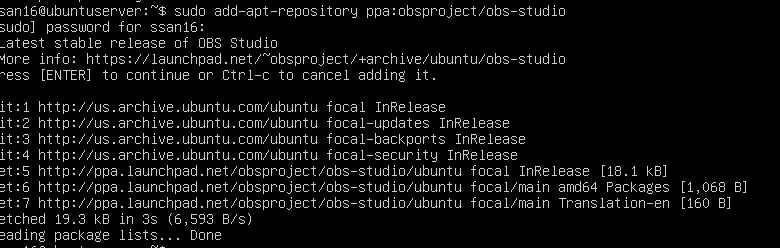 ssan16@ubuntuserver:~$ sudo add-apt-repository ppa:obsproject/obs-studio
sudo] password for ssan16:
Latest stable release of OBS Studio
More info: https://launchpad.net/~obsproject/+archive/ubuntu/obs-studio
ress [ENTER] to continue or Ctrl-c to cancel adding it.
it:1 http://us.archive.ubuntu.com/ubuntu focal InRelease
it:2 http://us.archive.ubuntu.com/ubuntu focal-updates InRelease
it:3 http://us.archive.ubuntu.com/ubuntu focal-backports InRelease
it:4 http://us.archive.ubuntu.com/ubuntu focal-security InRelease
et:5 http://ppa.launchpad.net/obsproject/obs-studio/ubuntu focal InRelease [18.1 kB]
et:6 http://ppa.launchpad.net/obsproject/obs-studio/ubuntu focal/main amd64 Packages [1,068 B]
et:7 http://ppa.launchpad.net/obsproject/obs-studio/ubuntu focal/main Translation-en [160 B]
etched 19.3 kB in 3s (6,593 B/s)
eading package lists... Done